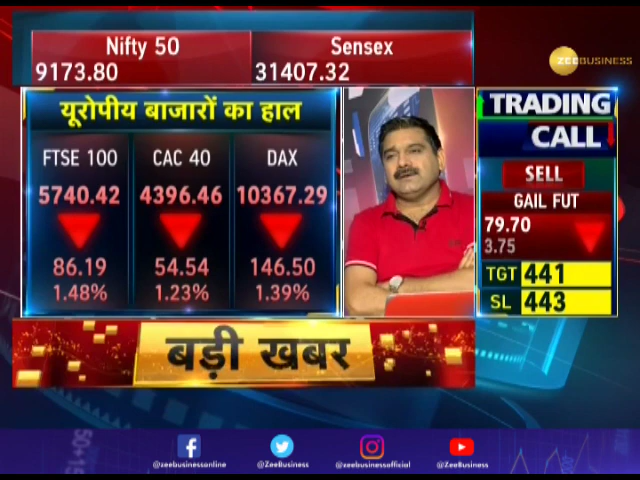 Nifty 50
9173.80
Sensex
31407.32
ZEEBUSINESS
यूरोपीय बाजारों का हाल
FTSE 100
5740.42
86.19
1.48%
CAC 40
4396.46
54.54
1.23%
DAX
10367.29
146.50
1.39%
TRADING
CALL
SELL
GAIL FUT
79.70
3.75
TGT 441
SL 443
बड़ी खबर
@zeebusinessonline
@ZeeBusiness
@zeebusinessofficial
@ZeeBusiness